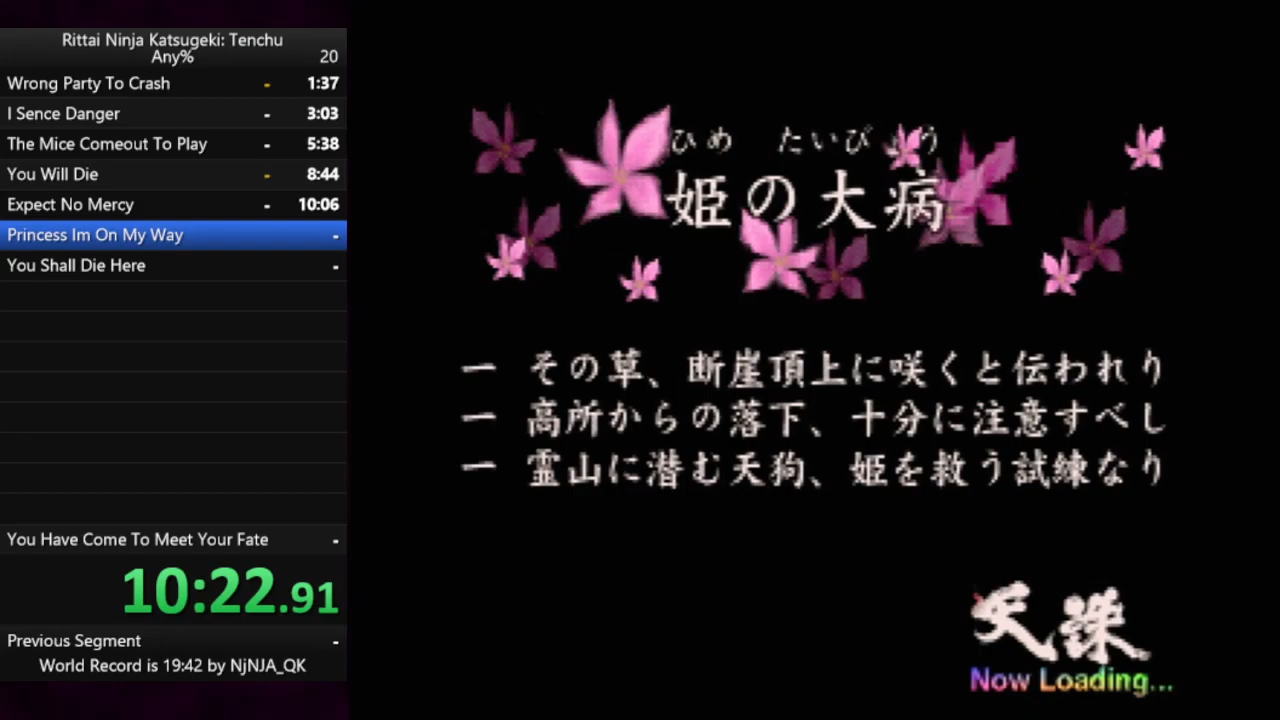 Rittai Ninja Katsugeki: Tenchu
Any% 20
Wrong Party To Crash - 1:37
I Sence Danger - 3:03
The Mice Comeout To Play - 5:38
You Will Die - 8:44
Expect No Mercy - 10:06
Princess Im On My Way -
You Shall Die Here -
You Have Come To Meet Your Fate -
10:22.91
Previous Segment -
World Record is 19:42 by NjNJA_QK
ひめ たいびょう
姫の大病
一 その草、断崖頂上に咲くと伝われり
一 高所からの落下、十分に注意すべし
一 霊山に潜む天狗、姫を救う試練なり
天誅
Now Loading...